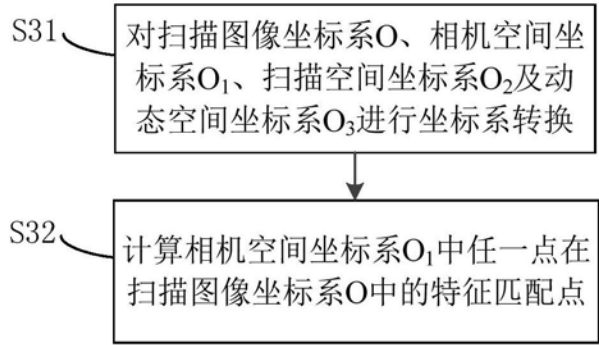 S31
对扫描图像坐标系O、相机空间坐
标系O₁、扫描空间坐标系O₂及动
态空间坐标系O₃进行坐标系转换
S32
计算相机空间坐标系O₁中任一点在
扫描图像坐标系O中的特征匹配点